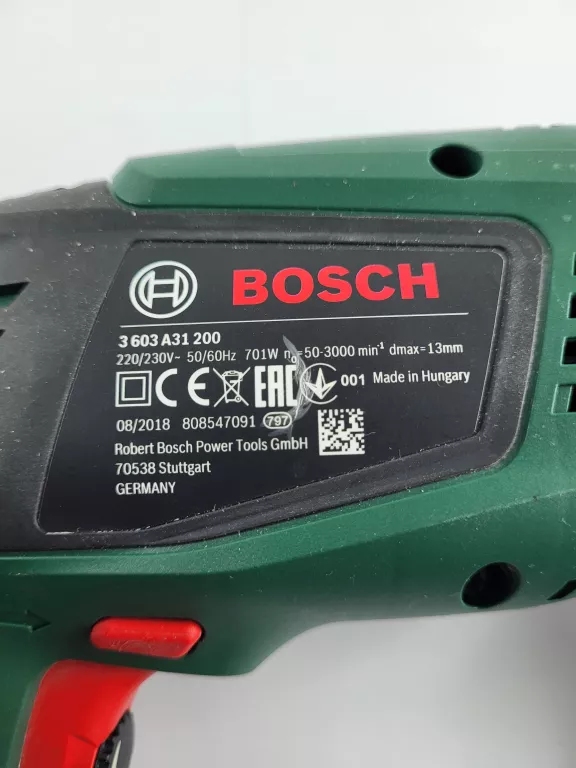 BOSCH
3 603 A31 200
220/230V~ 50/60Hz 701W n₀=50-3000 min⁻¹ dmax=13mm
CE EAC 001 Made in Hungary
08/2018 808547091 797
Robert Bosch Power Tools GmbH
70538 Stuttgart
GERMANY